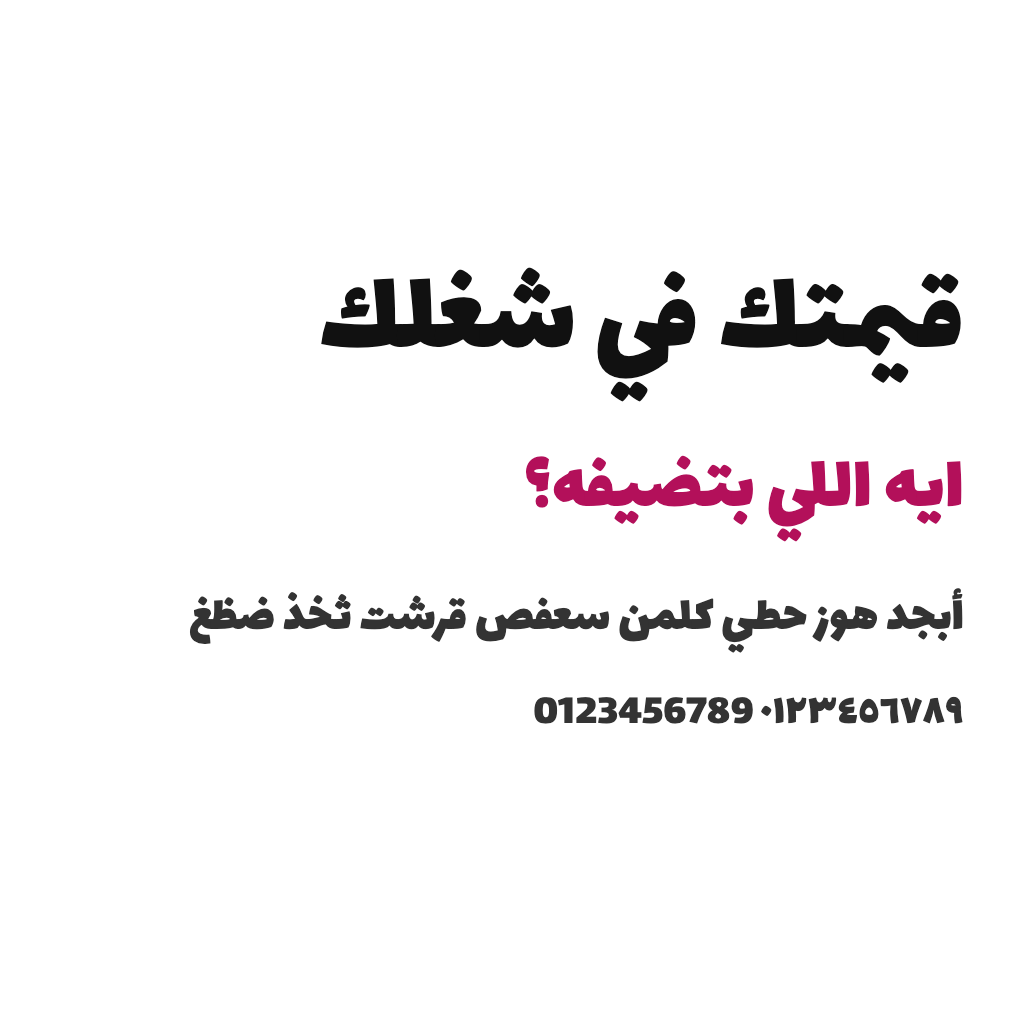 قيمتك في شغلك
ايه اللي بتضيفه؟
أبجد هوز حطي كلمن سعفص قرشت ثخذ ضظغ
٠١٢٣٤٥٦٧٨٩ 0123456789